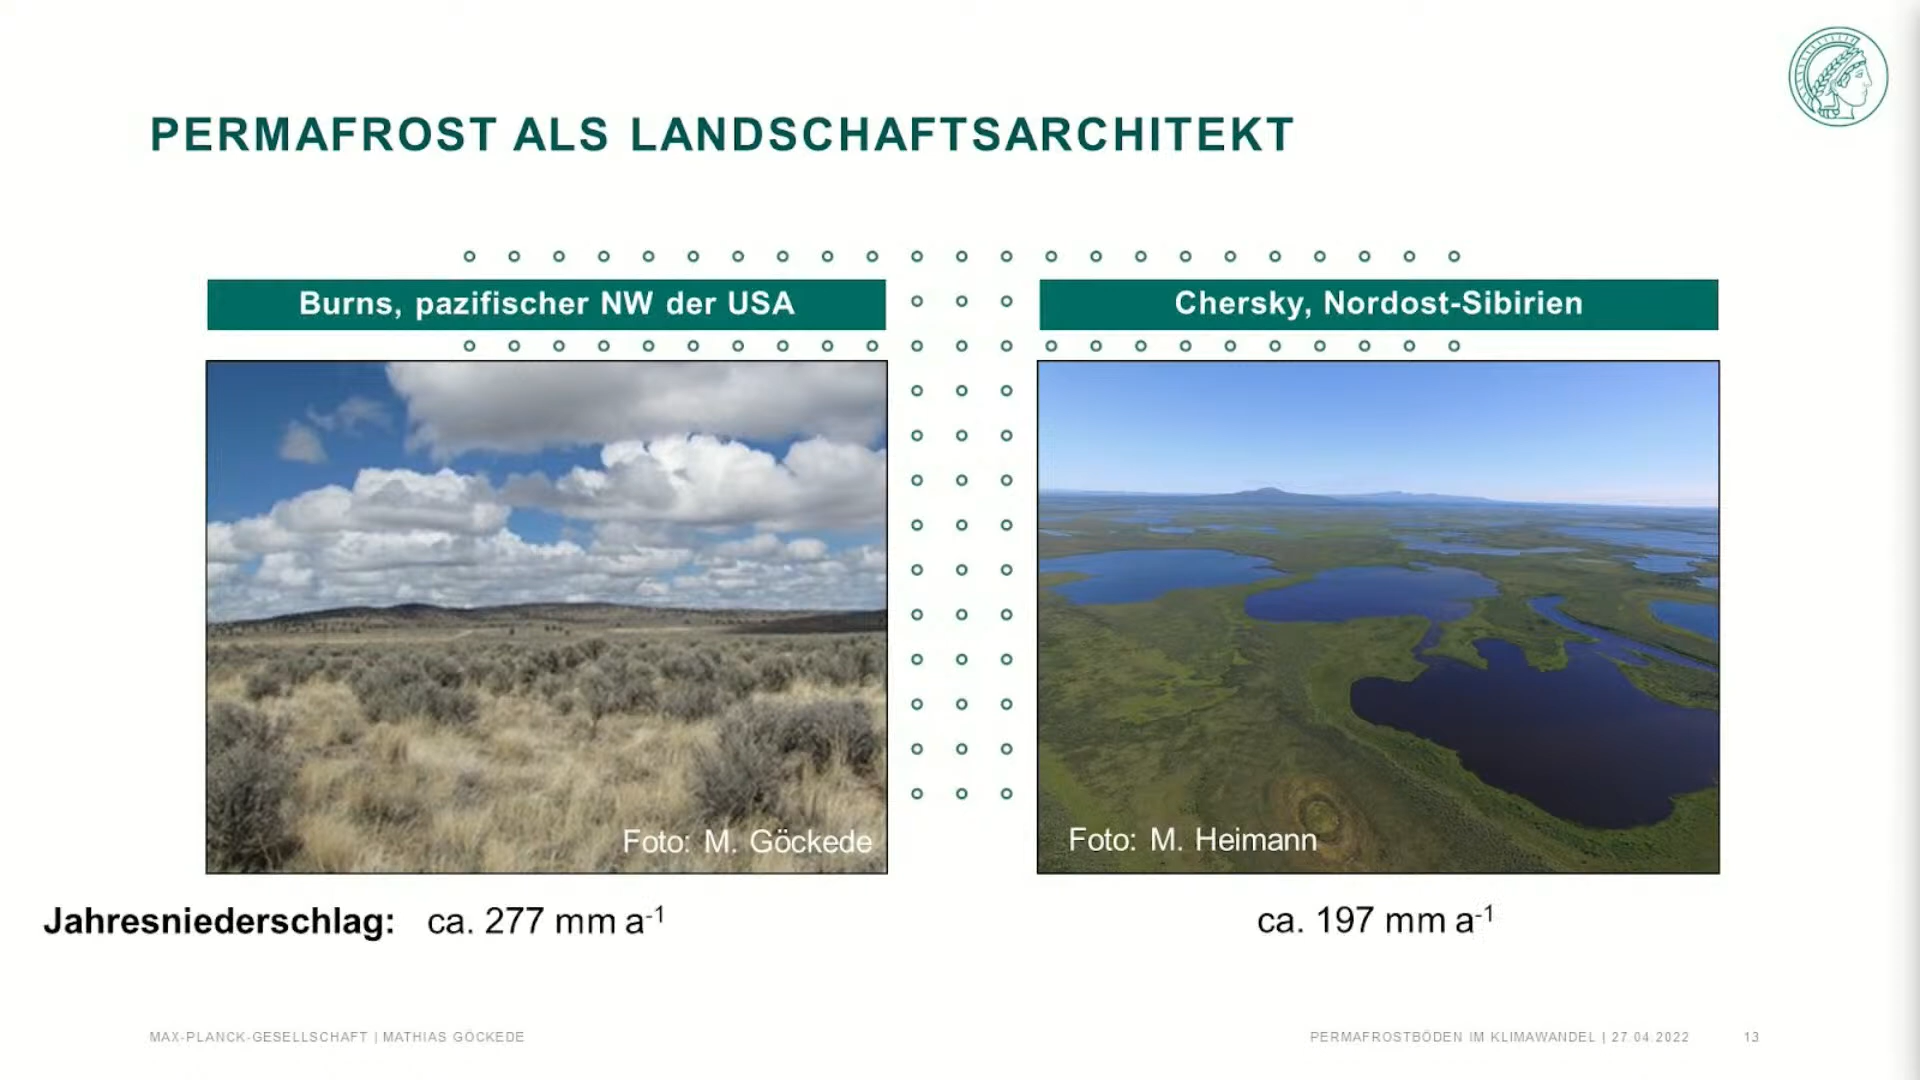 PERMAFROST ALS LANDSCHAFTSARCHITEKT
Burns, pazifischer NW der USA
Chersky, Nordost-Sibirien
Foto: M. Göckede
Foto: M. Heimann
Jahresniederschlag: ca. 277 mm a⁻¹
ca. 197 mm a⁻¹
MAX-PLANCK-GESELLSCHAFT | MATHIAS GÖCKEDE
PERMAFROSTBÖDEN IM KLIMAWANDEL | 27.04.2022 13